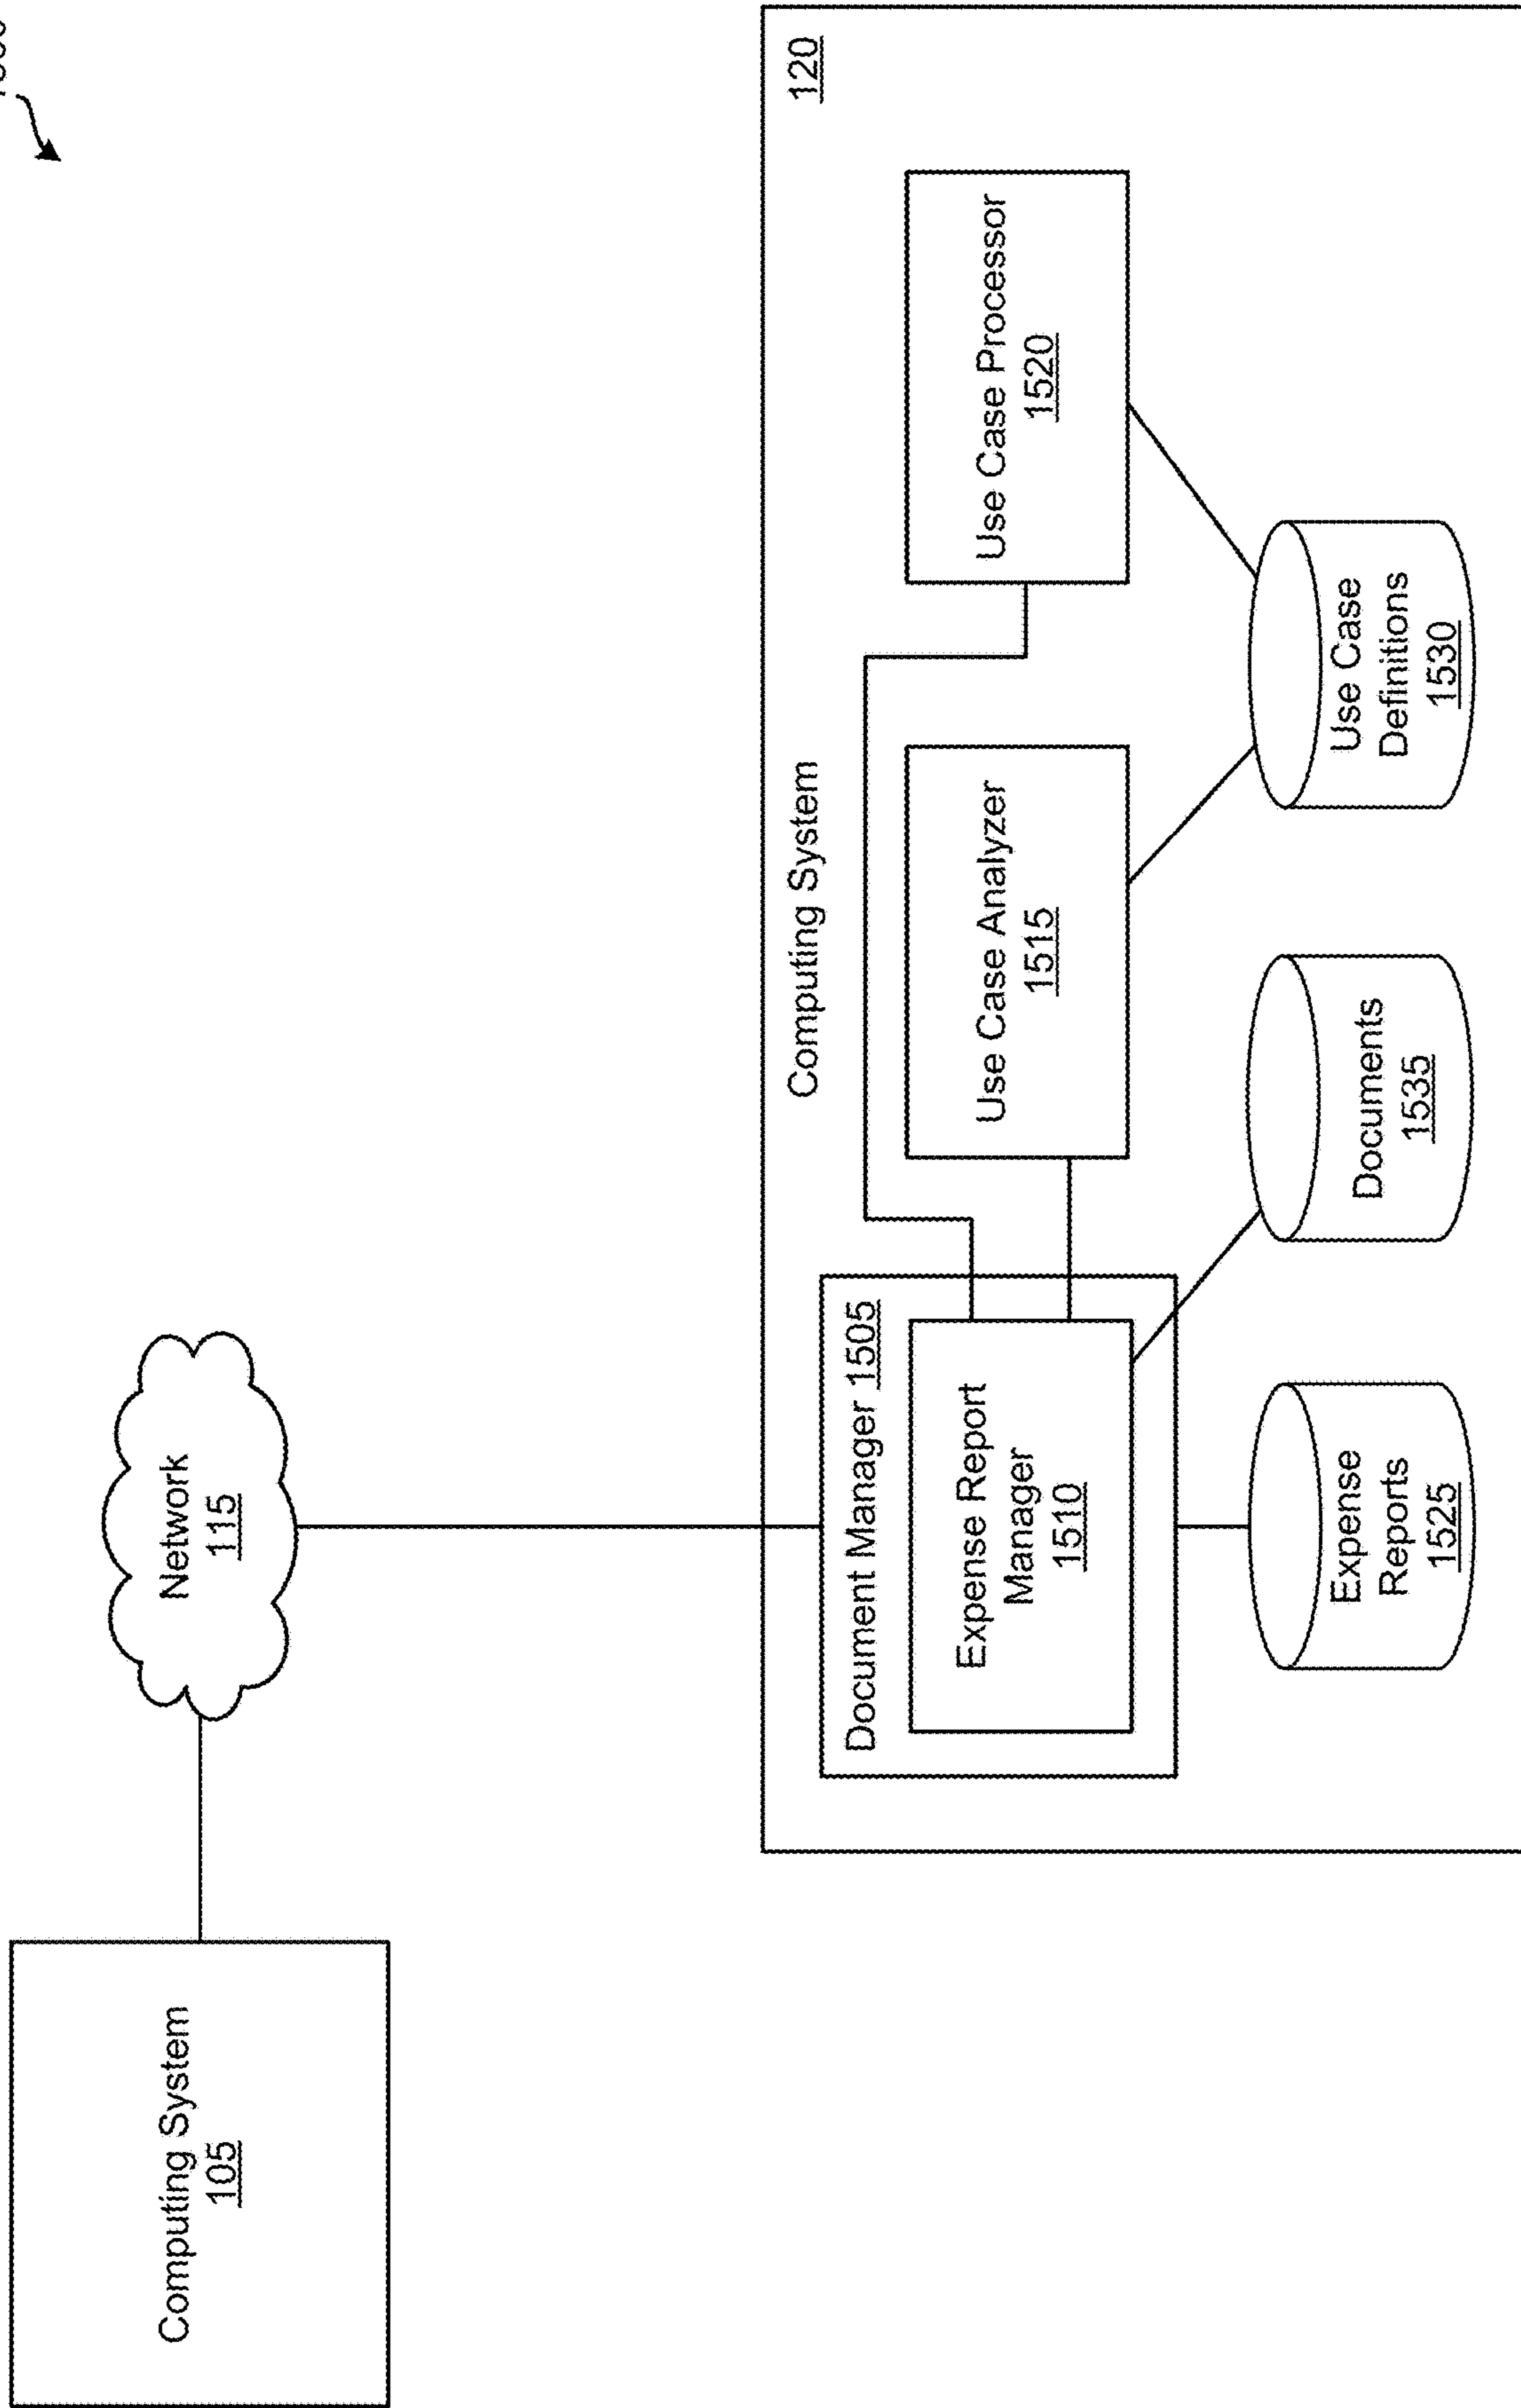 Computing System
105
Network
115
Computing System
120
Document Manager 1505
Expense Report
Manager
1510
Use Case Analyzer
1515
Use Case Processor
1520
Expense
Reports
1525
Documents
1535
Use Case
Definitions
1530